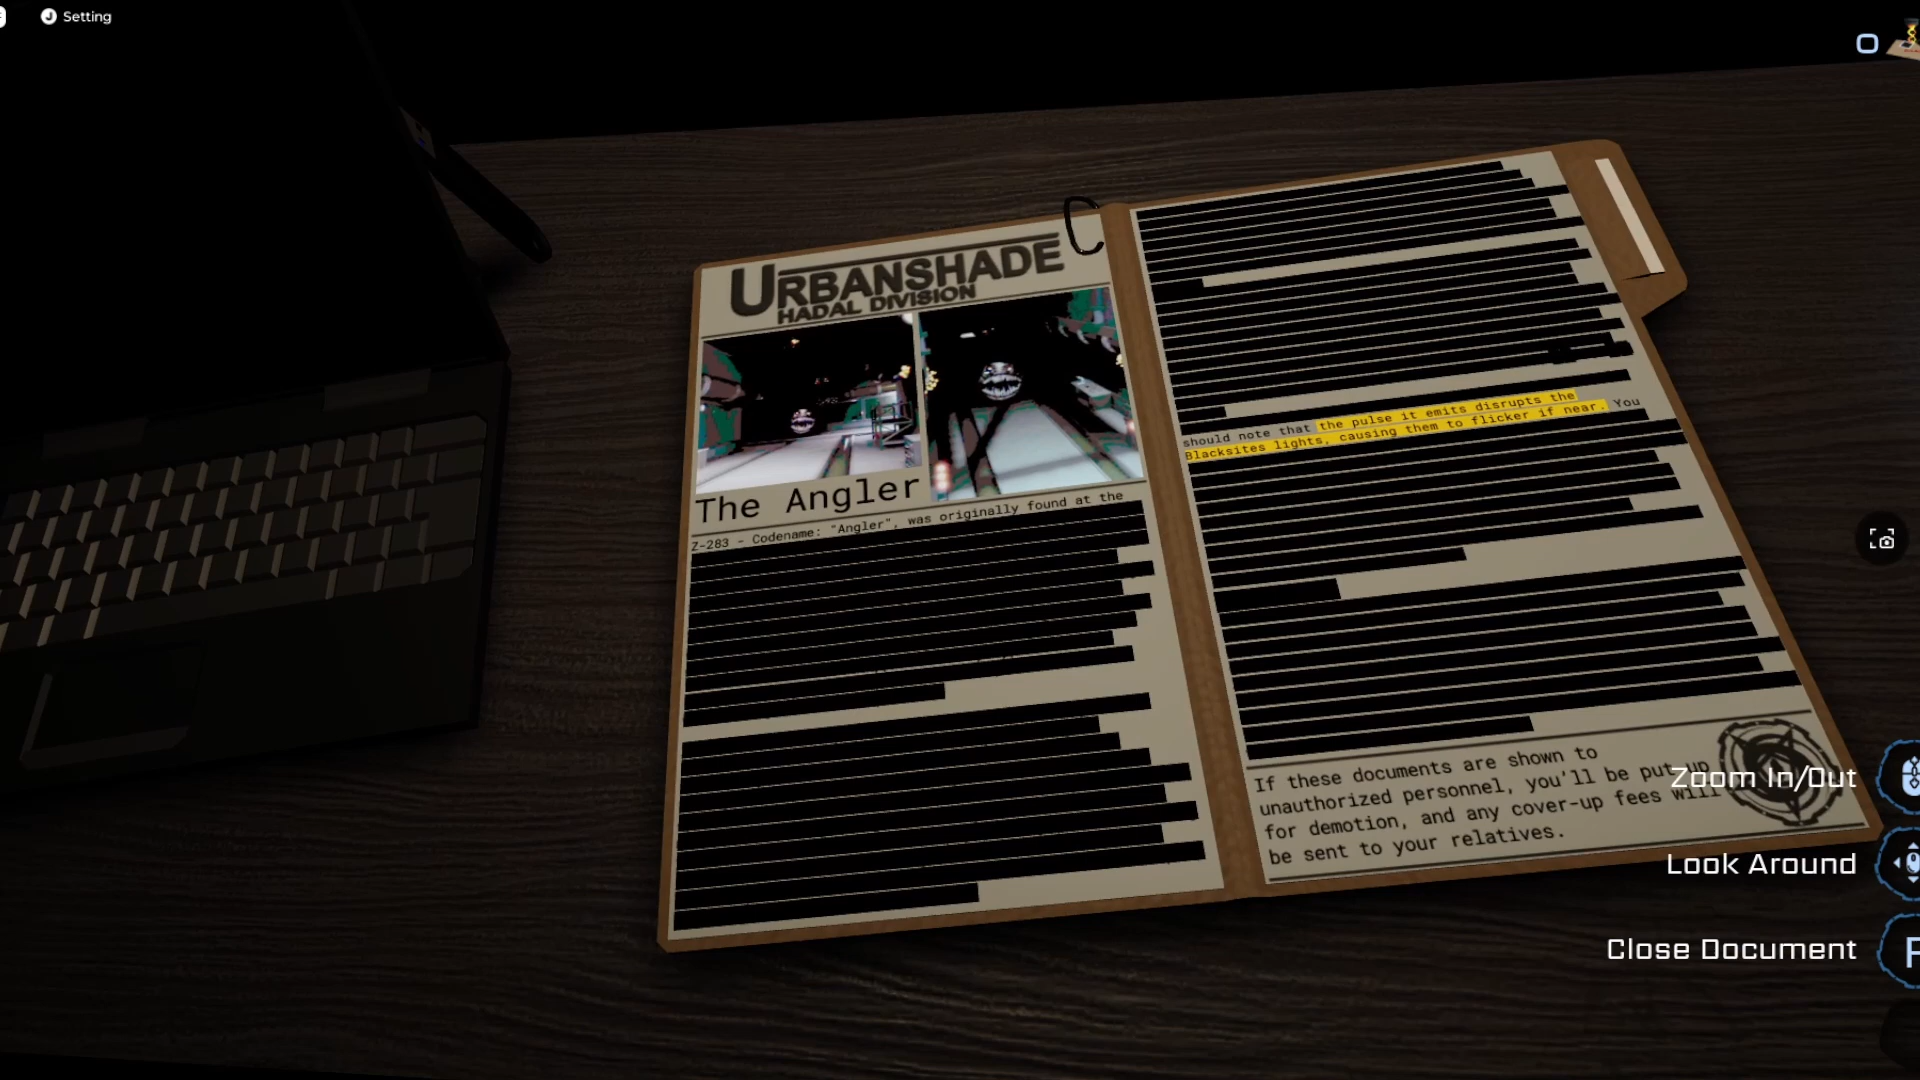 Setting
URBANSHADE
HADAL DIVISION
The Angler
Z-283 - Codename: "Angler", was originally found at the
should note that the pulse it emits disrupts the
Blacksites lights, causing them to flicker if near. You
If these documents are shown to
unauthorized personnel, you'll be put up
for demotion, and any cover-up fees will
be sent to your relatives.
Zoom In/Out
Look Around
Close Document